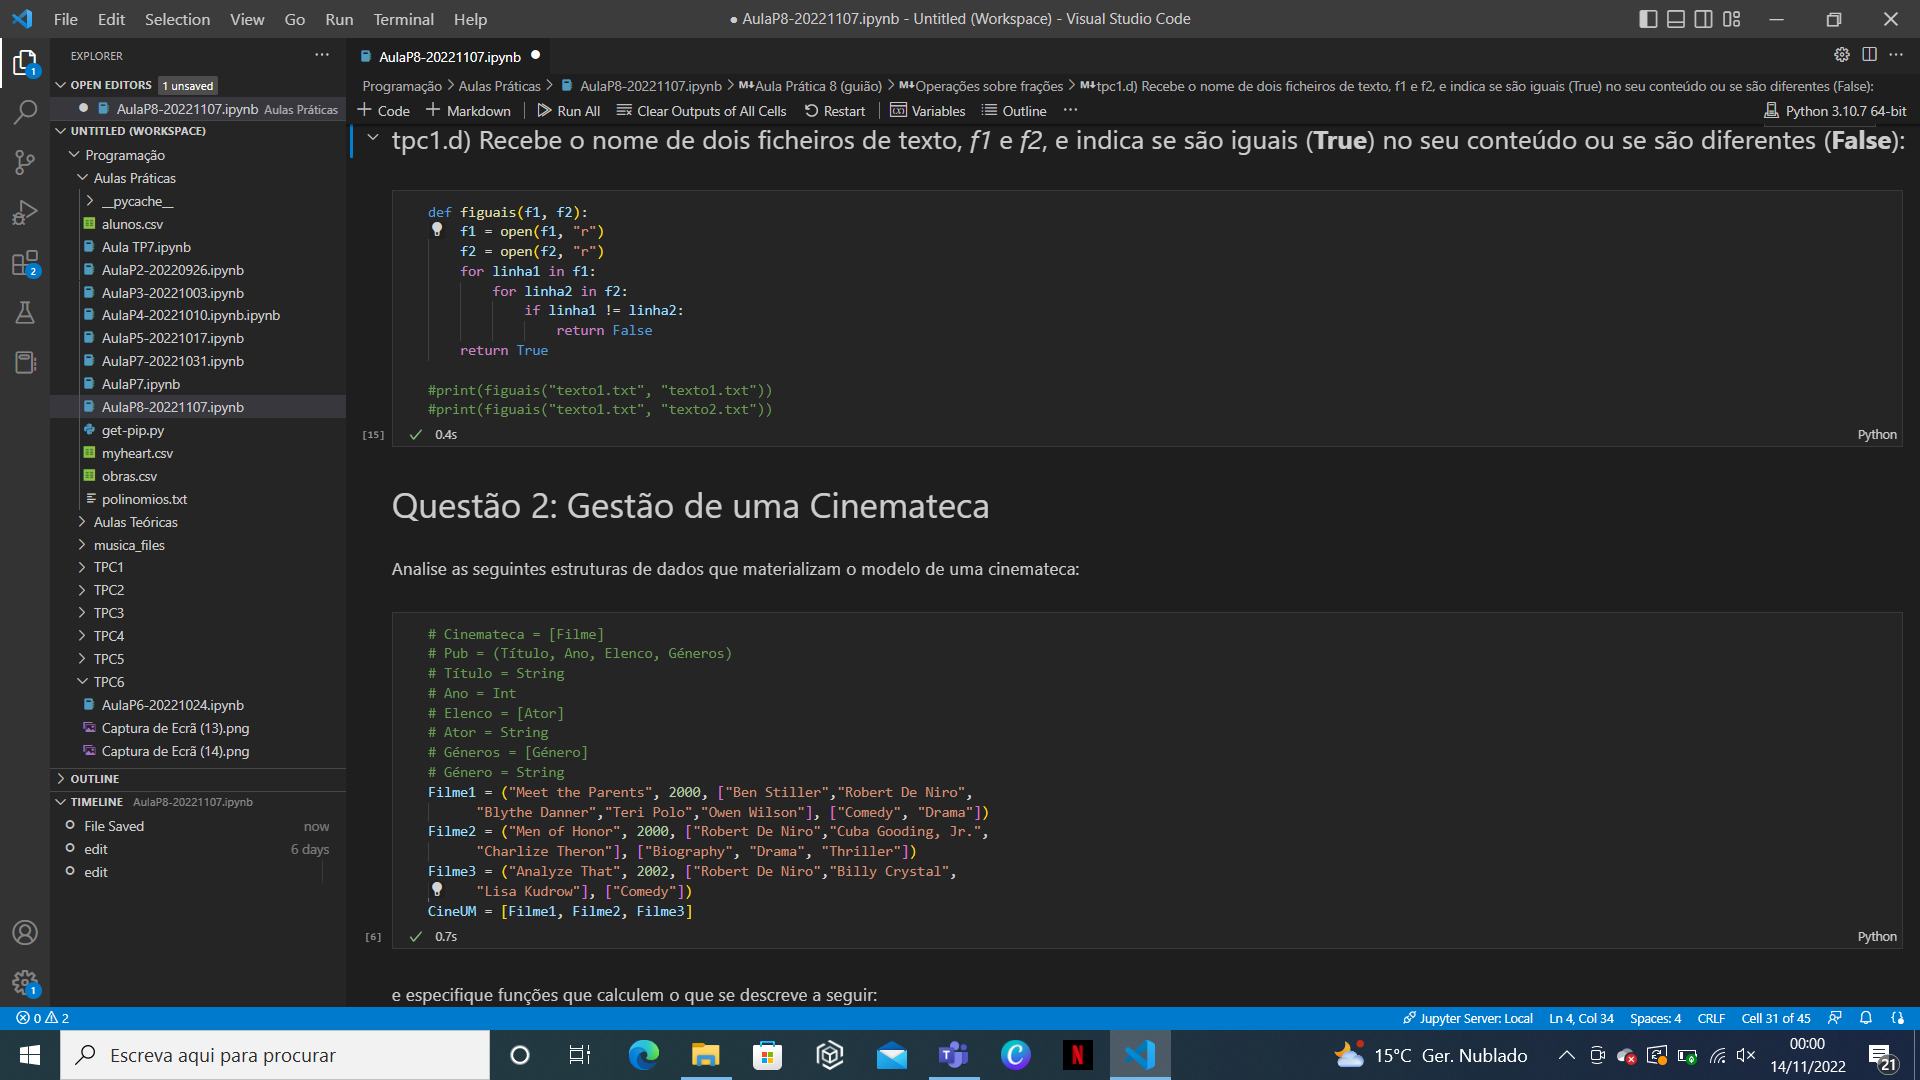 File Edit Selection View Go Run Terminal Help
● AulaP8-20221107.ipynb - Untitled (Workspace) - Visual Studio Code
EXPLORER
OPEN EDITORS 1 unsaved
AulaP8-20221107.ipynb Aulas Práticas
UNTITLED (WORKSPACE)
Programação
Aulas Práticas
__pycache__
alunos.csv
Aula TP7.ipynb
AulaP2-20220926.ipynb
AulaP3-20221003.ipynb
AulaP4-20221010.ipynb.ipynb
AulaP5-20221017.ipynb
AulaP7-20221031.ipynb
AulaP7.ipynb
AulaP8-20221107.ipynb
get-pip.py
myheart.csv
obras.csv
polinomios.txt
Aulas Teóricas
musica_files
TPC1
TPC2
TPC3
TPC4
TPC5
TPC6
AulaP6-20221024.ipynb
Captura de Ecrã (13).png
Captura de Ecrã (14).png
OUTLINE
TIMELINE AulaP8-20221107.ipynb
File Saved now
edit 6 days
edit
1
2
1
AulaP8-20221107.ipynb
Programação > Aulas Práticas > AulaP8-20221107.ipynb > M↓Aula Prática 8 (guião) > M↓Operações sobre frações > M↓tpc1.d) Recebe o nome de dois ficheiros de texto, f1 e f2, e indica se são iguais (True) no seu conteúdo ou se são diferentes (False):
Code Markdown Run All Clear Outputs of All Cells Restart Variables Outline ··· Python 3.10.7 64-bit
tpc1.d) Recebe o nome de dois ficheiros de texto, f1 e f2, e indica se são iguais (True) no seu conteúdo ou se são diferentes (False):
def figuais(f1, f2):
f1 = open(f1, "r")
f2 = open(f2, "r")
for linha1 in f1:
for linha2 in f2:
if linha1 != linha2:
return False
return True
#print(figuais("texto1.txt", "texto1.txt"))
#print(figuais("texto1.txt", "texto2.txt"))
[15] ✓ 0.4s Python
Questão 2: Gestão de uma Cinemateca
Analise as seguintes estruturas de dados que materializam o modelo de uma cinemateca:
# Cinemateca = [Filme]
# Pub = (Título, Ano, Elenco, Géneros)
# Título = String
# Ano = Int
# Elenco = [Ator]
# Ator = String
# Géneros = [Género]
# Género = String
Filme1 = ("Meet the Parents", 2000, ["Ben Stiller","Robert De Niro",
"Blythe Danner","Teri Polo","Owen Wilson"], ["Comedy", "Drama"])
Filme2 = ("Men of Honor", 2000, ["Robert De Niro","Cuba Gooding, Jr.",
"Charlize Theron"], ["Biography", "Drama", "Thriller"])
Filme3 = ("Analyze That", 2002, ["Robert De Niro","Billy Crystal",
"Lisa Kudrow"], ["Comedy"])
CineUM = [Filme1, Filme2, Filme3]
[6] ✓ 0.7s Python
e especifique funções que calculem o que se descreve a seguir:
0 2 Jupyter Server: Local Ln 4, Col 34 Spaces: 4 CRLF Cell 31 of 45
Escreva aqui para procurar
15°C Ger. Nublado
00:00
14/11/2022
21